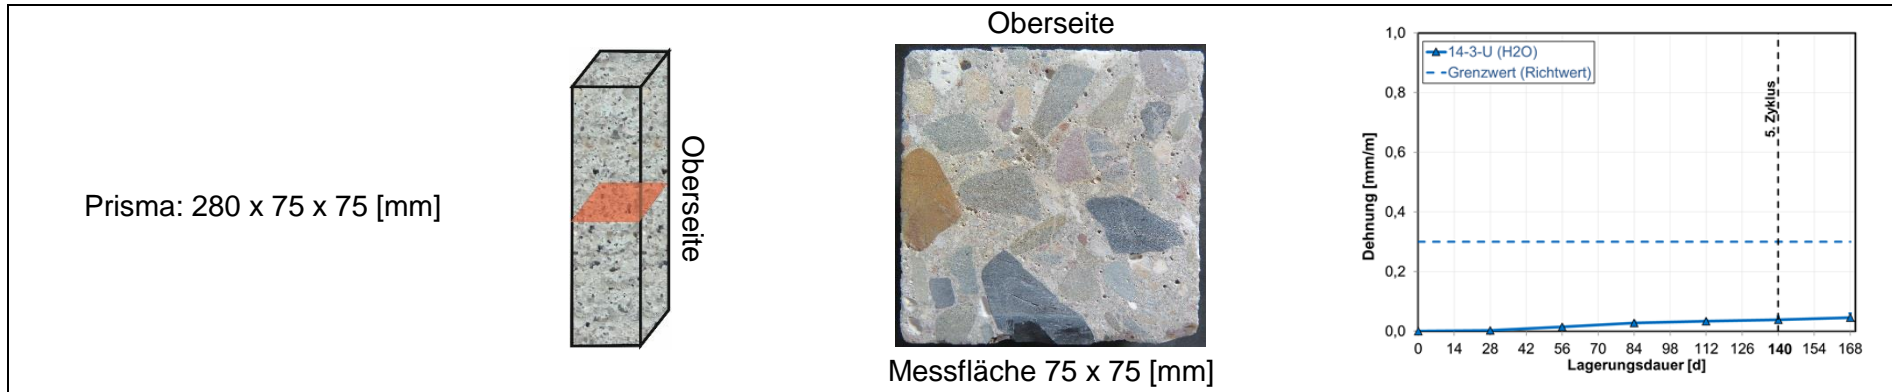 Prisma: 280 x 75 x 75 [mm]
Oberseite
Oberseite
Messfläche 75 x 75 [mm]
14-3-U (H2O)
Grenzwert (Richtwert)
5. Zyklus
Dehnung [mm/m]
1,0
0,8
0,6
0,4
0,2
0,0
0 14 28 42 56 70 84 98 112 126 140 154 168
Lagerungsdauer [d]